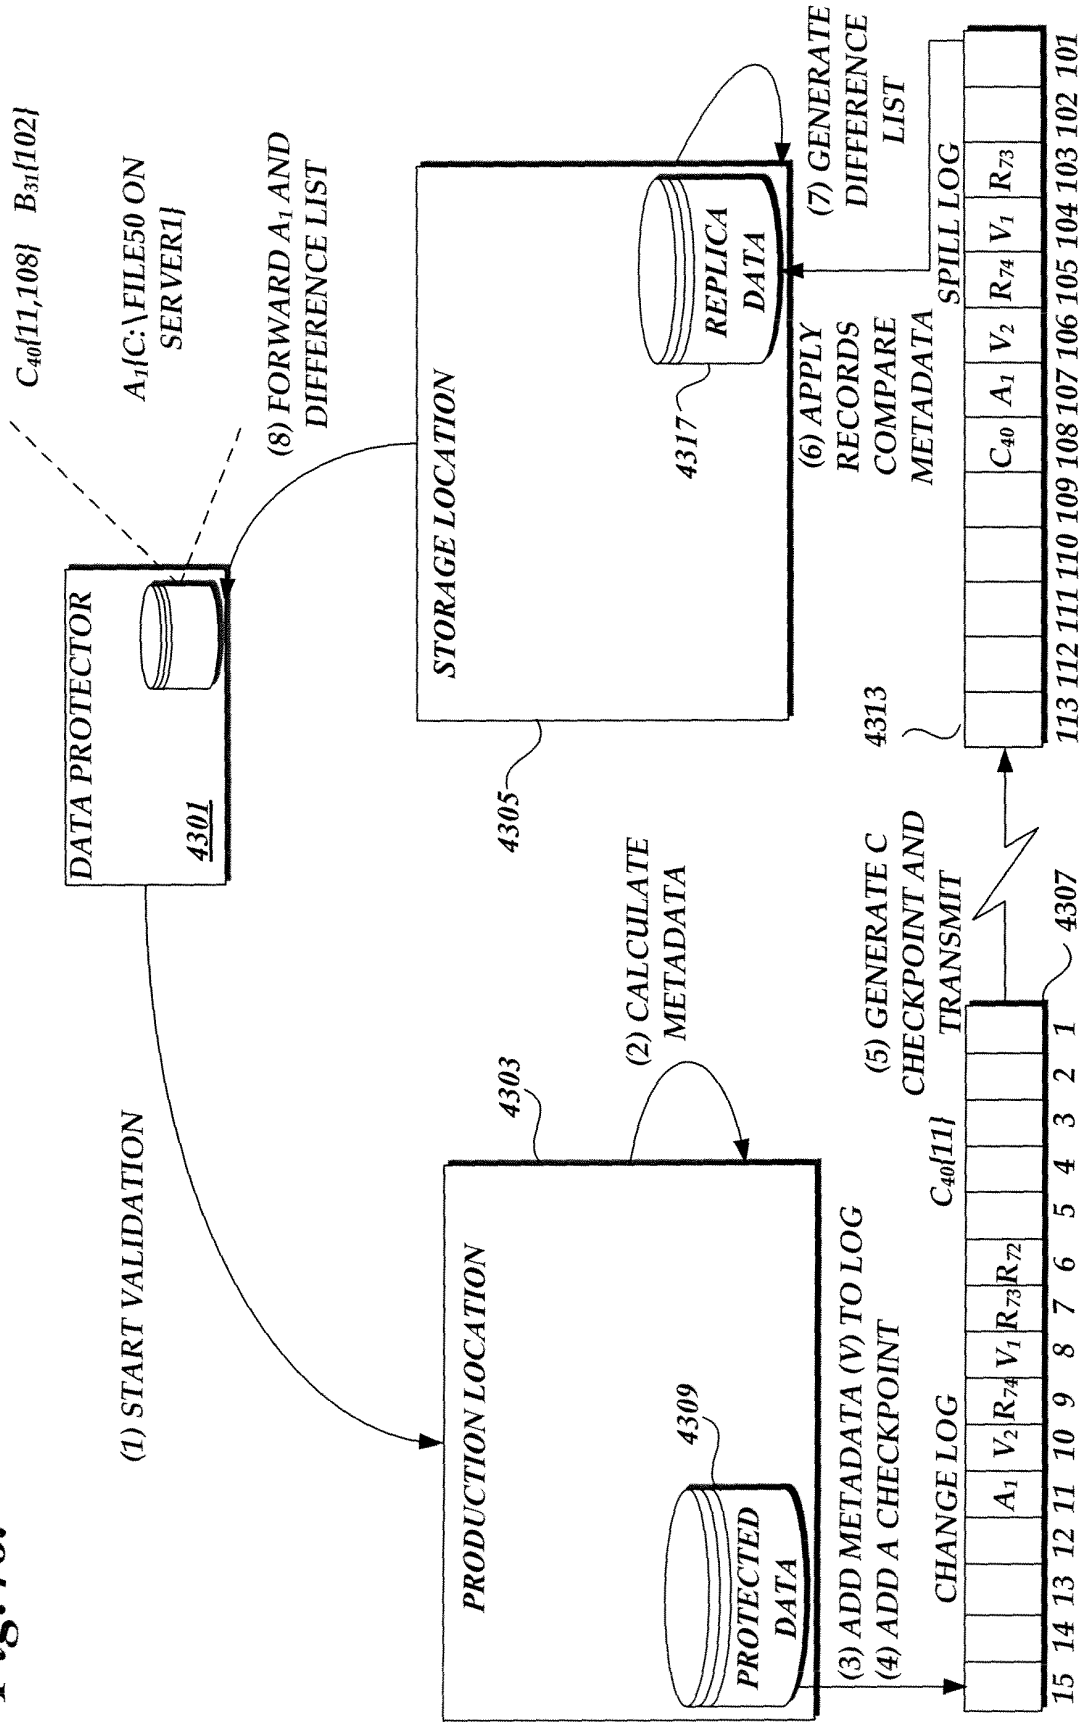 DATA PROTECTOR
4301
C40{11,108} B31{102}
A1{C:\FILE50 ON
SERVER1}
(1) START VALIDATION
(8) FORWARD A1 AND
DIFFERENCE LIST
PRODUCTION LOCATION
4303
PROTECTED
DATA
4309
(2) CALCULATE
METADATA
STORAGE LOCATION
4305
REPLICA
DATA
4317
(3) ADD METADATA (V) TO LOG
(4) ADD A CHECKPOINT
(5) GENERATE C
CHECKPOINT AND
TRANSMIT
(6) APPLY
RECORDS
COMPARE
METADATA
(7) GENERATE
DIFFERENCE
LIST
CHANGE LOG
C40{11}
A1 V2 R74 V1 R73 R72
15 14 13 12 11 10 9 8 7 6 5 4 3 2 1
4307
4313
SPILL LOG
C40 A1 V2 R74 V1 R73
113 112 111 110 109 108 107 106 105 104 103 102 101